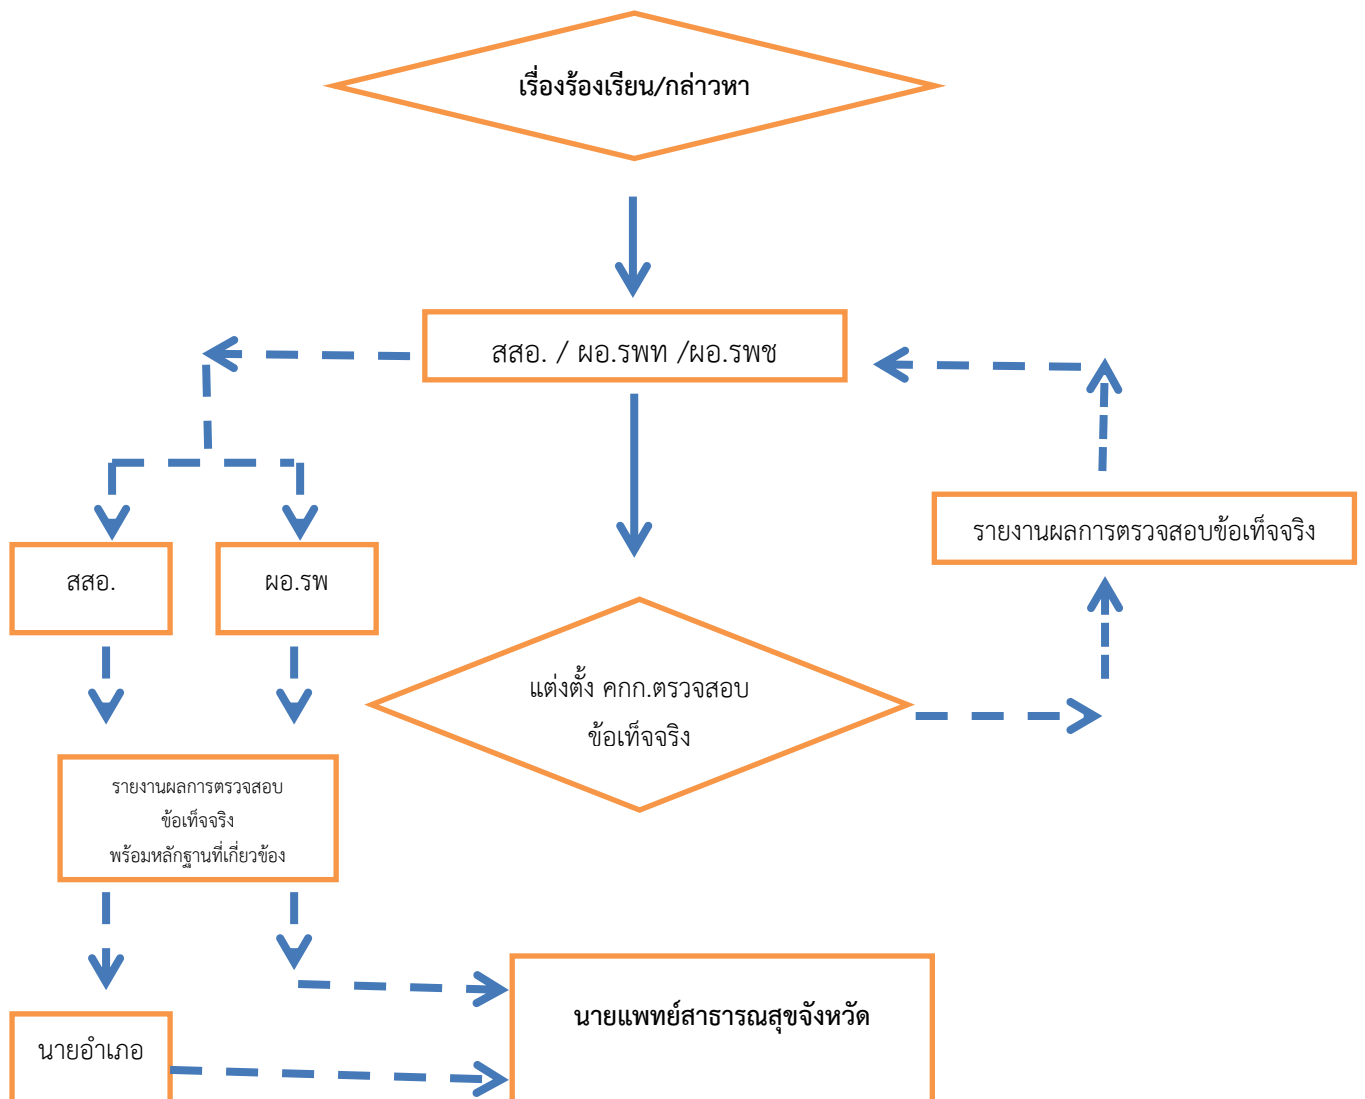 เรื่องร้องเรียน/กล่าวหา
สสอ. / ผอ.รพท /ผอ.รพช
รายงานผลการตรวจสอบข้อเท็จจริง
สสอ.
ผอ.รพ
แต่งตั้ง คกก.ตรวจสอบ
ข้อเท็จจริง
รายงานผลการตรวจสอบ
ข้อเท็จจริง
พร้อมหลักฐานที่เกี่ยวข้อง
นายแพทย์สาธารณสุขจังหวัด
นายอำเภอ